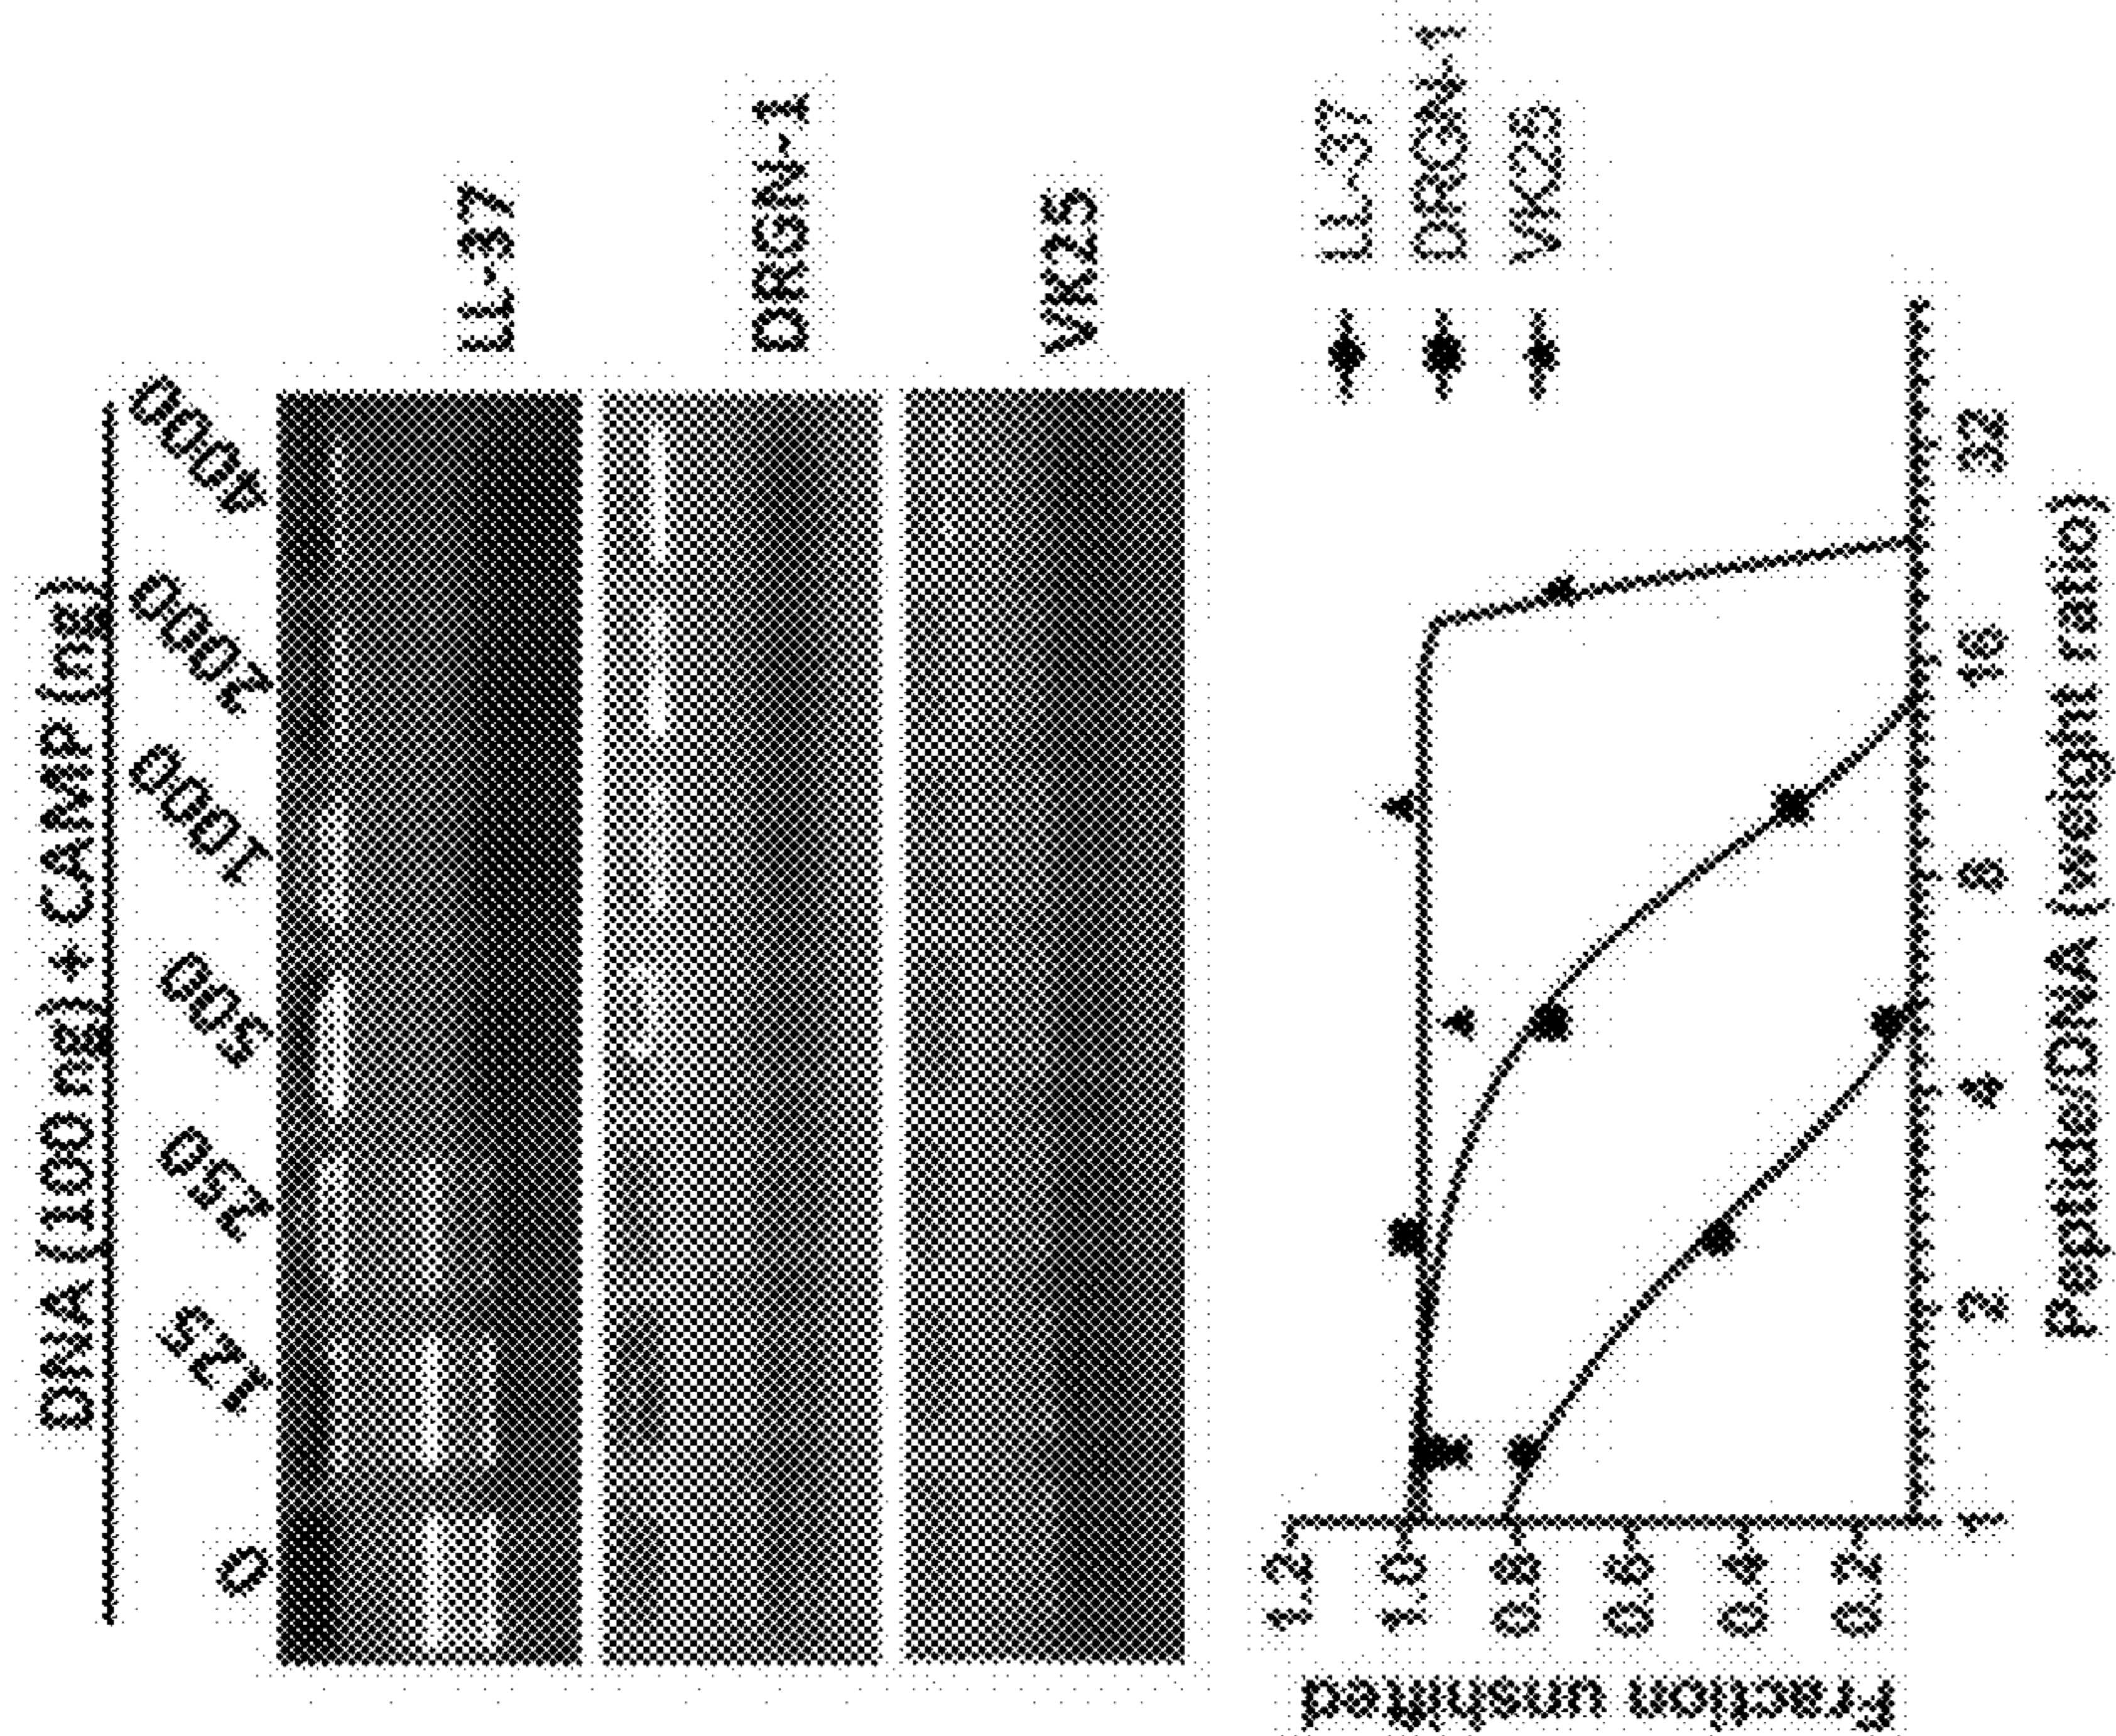 DNA (100 ng) + CAMP (ng)
0 125 250 500 1000 2000 4000
LL-37
DRGN-1
VK25
LL-37
DRGN-1
VK25
Fraction unshifted
1.2
1.0
0.8
0.6
0.4
0.2
1 2 4 8 16 32
Peptide/DNA (weight ratio)